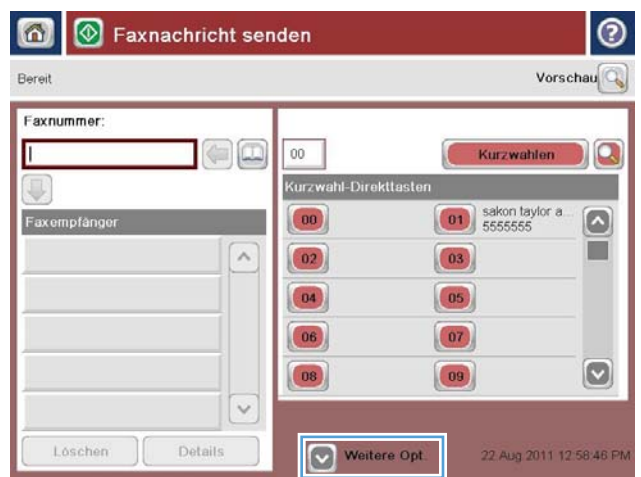 Faxnachricht senden
Bereit
Vorschau
Faxnummer:
00
Kurzwahlen
Kurzwahl-Direkttasten
Faxempfänger
00
01
sakon taylor a...
5555555
02
03
04
05
06
07
08
09
Löschen
Details
Weitere Opt.
22 Aug 2011 12:58:46 PM